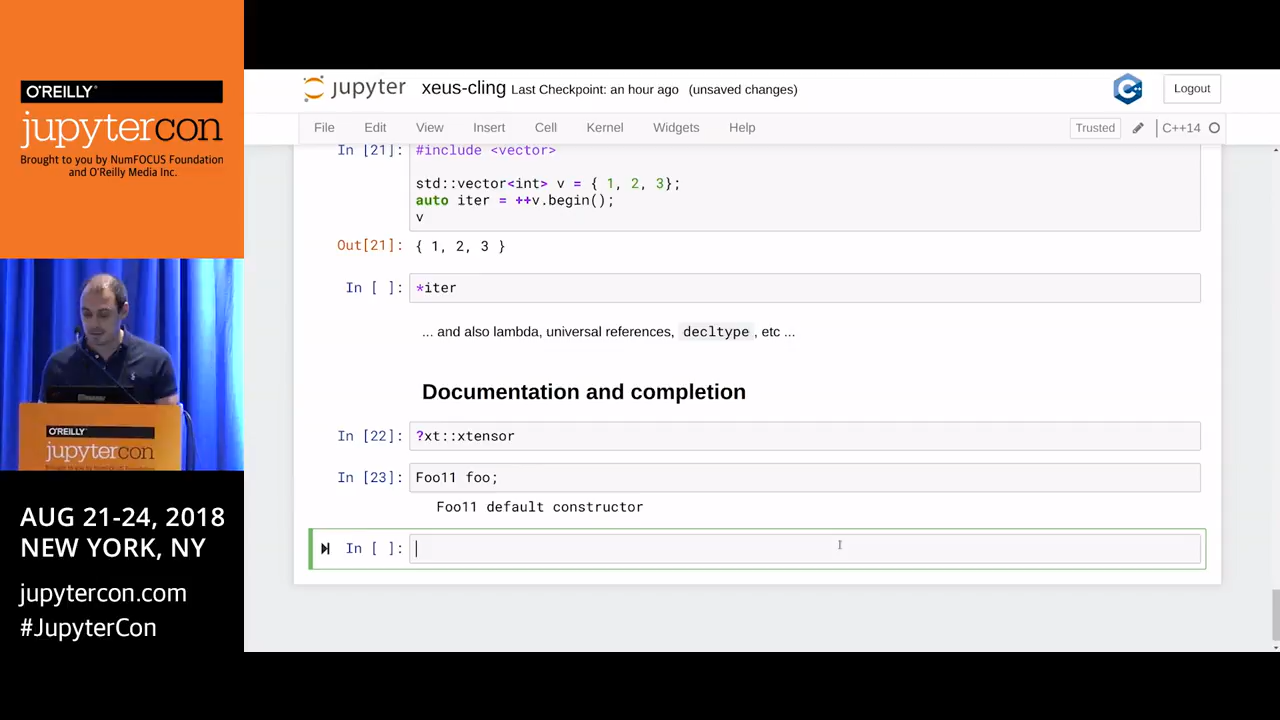 O'REILLY®
jupytercon
Brought to you by NumFOCUS Foundation
and O'Reilly Media Inc.
O'REILLY
jupytercon
AUG 21-24, 2018
NEW YORK, NY
jupytercon.com
#JupyterCon
jupyter xeus-cling Last Checkpoint: an hour ago (unsaved changes)
Logout
File Edit View Insert Cell Kernel Widgets Help
Trusted C++14
In [21]: #include <vector>
std::vector<int> v = { 1, 2, 3};
auto iter = ++v.begin();
v
Out[21]: { 1, 2, 3 }
In [ ]: *iter
... and also lambda, universal references, decltype, etc ...
Documentation and completion
In [22]: ?xt::xtensor
In [23]: Foo11 foo;
Foo11 default constructor
In [ ]: